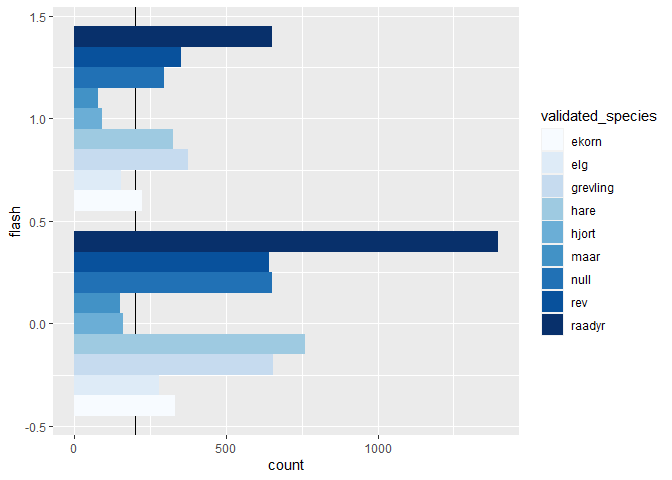 1.5
1.0
0.5
0.0
-0.5
flash
0
500
1000
count
validated_species
ekorn
elg
grevling
hare
hjort
maar
null
rev
raadyr